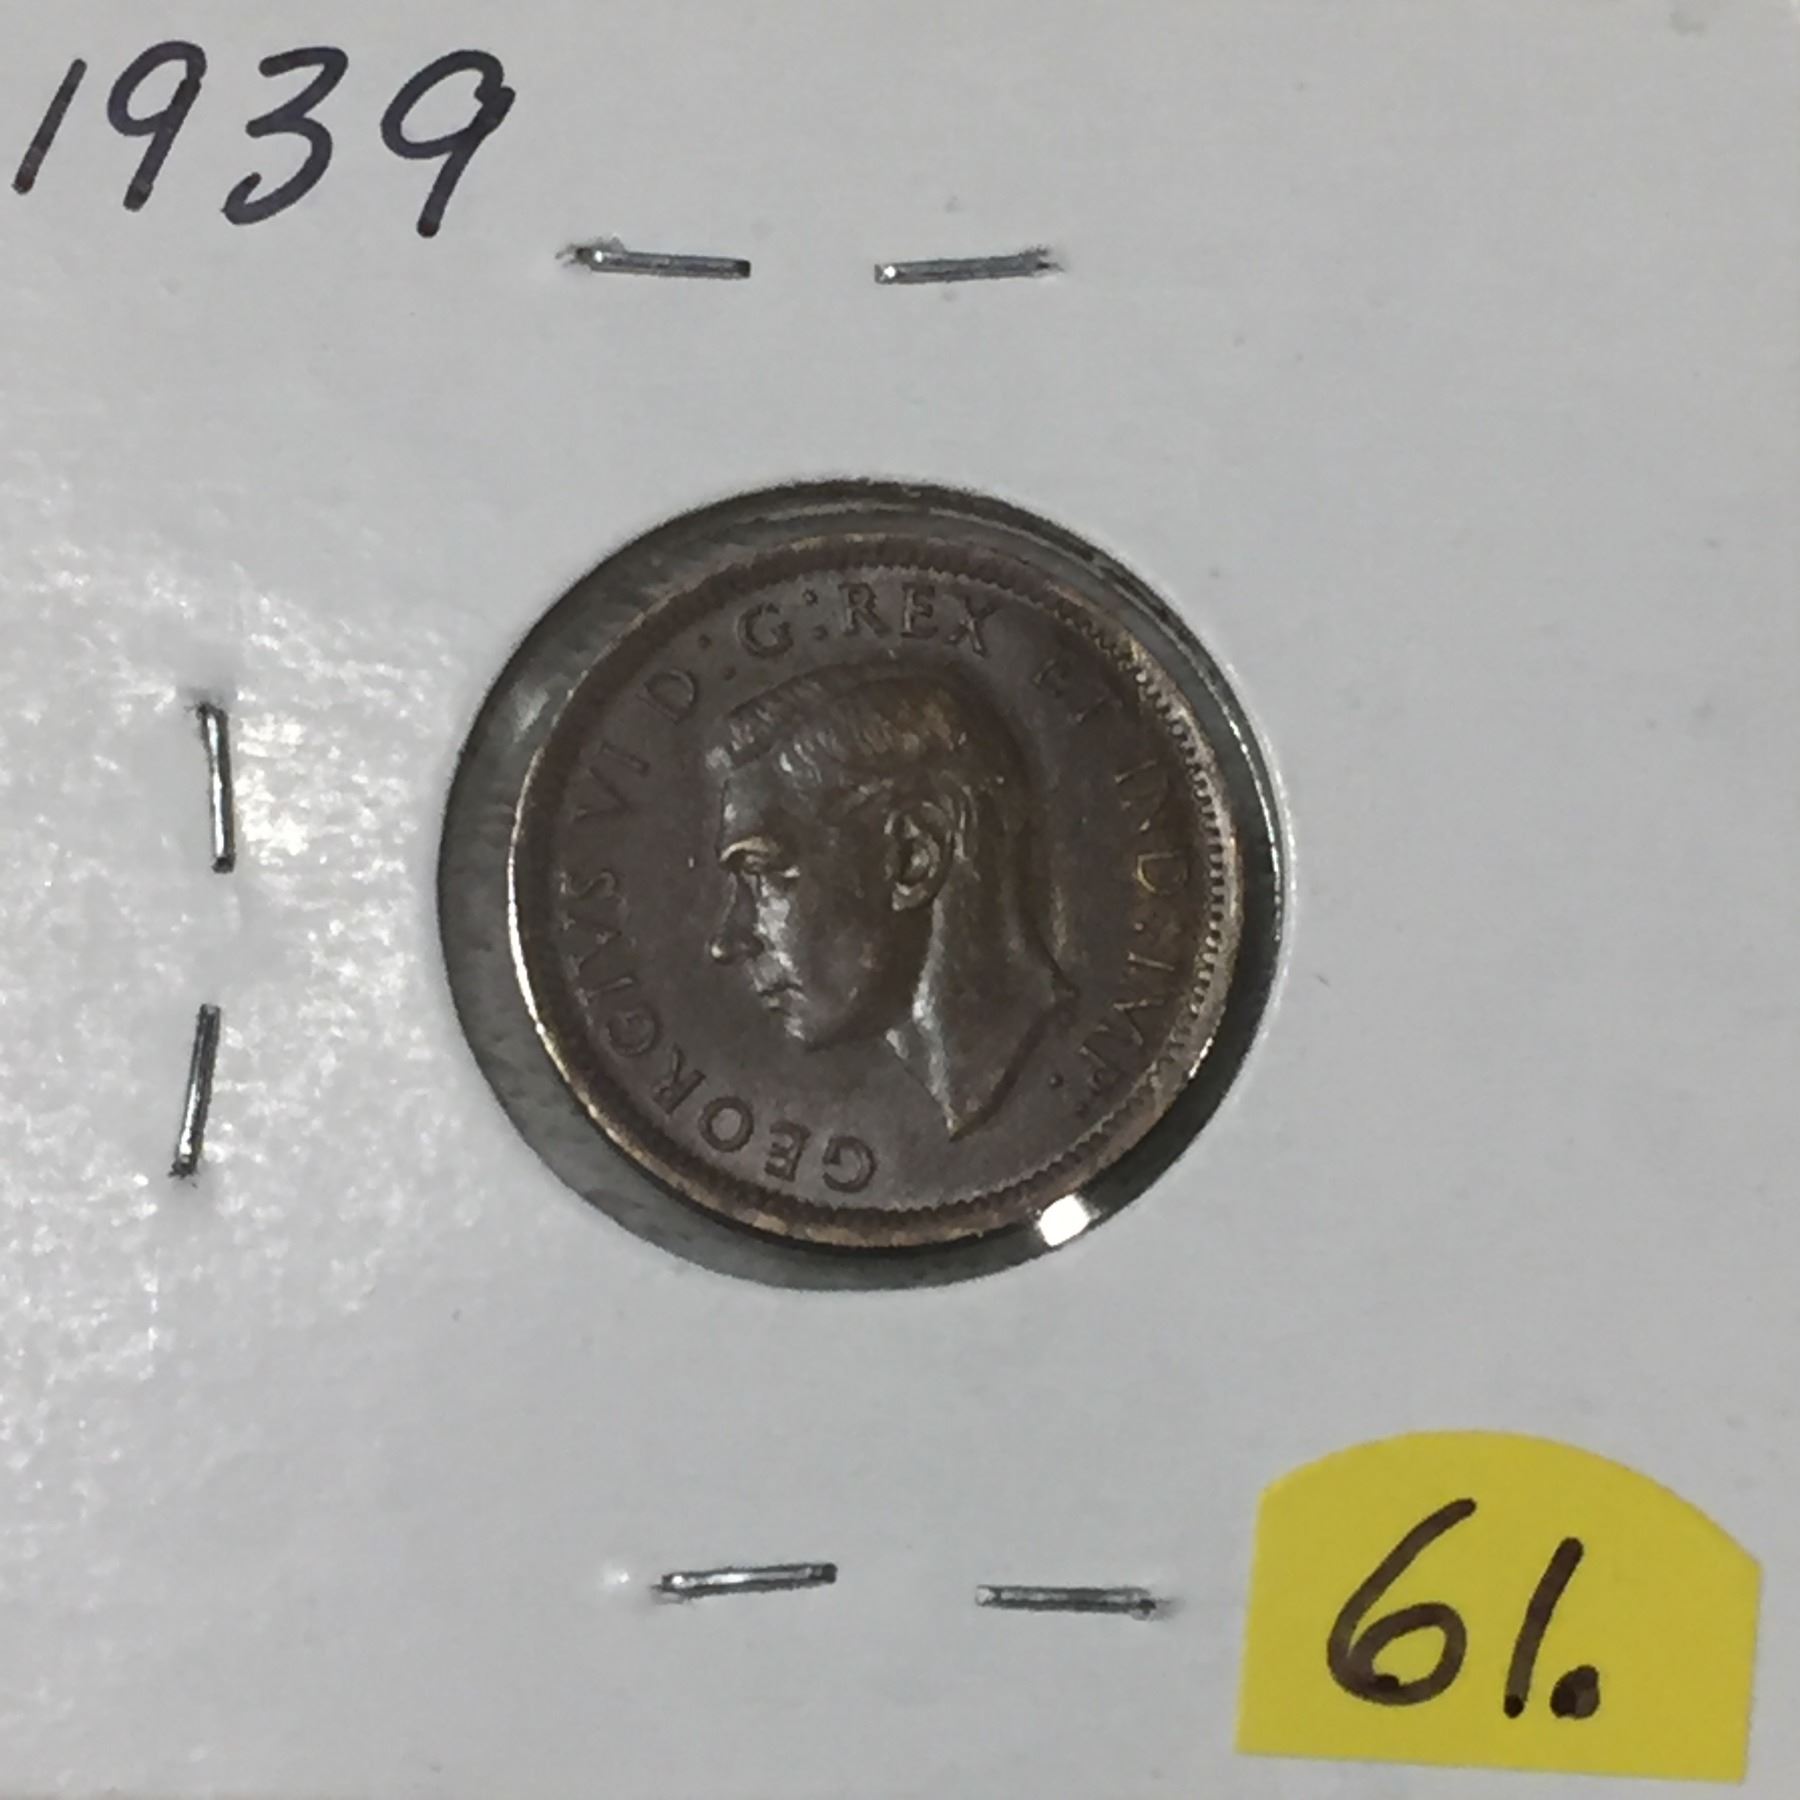 1939
GEORGIVS VI D:G:REX ET IND:IMP:
61.